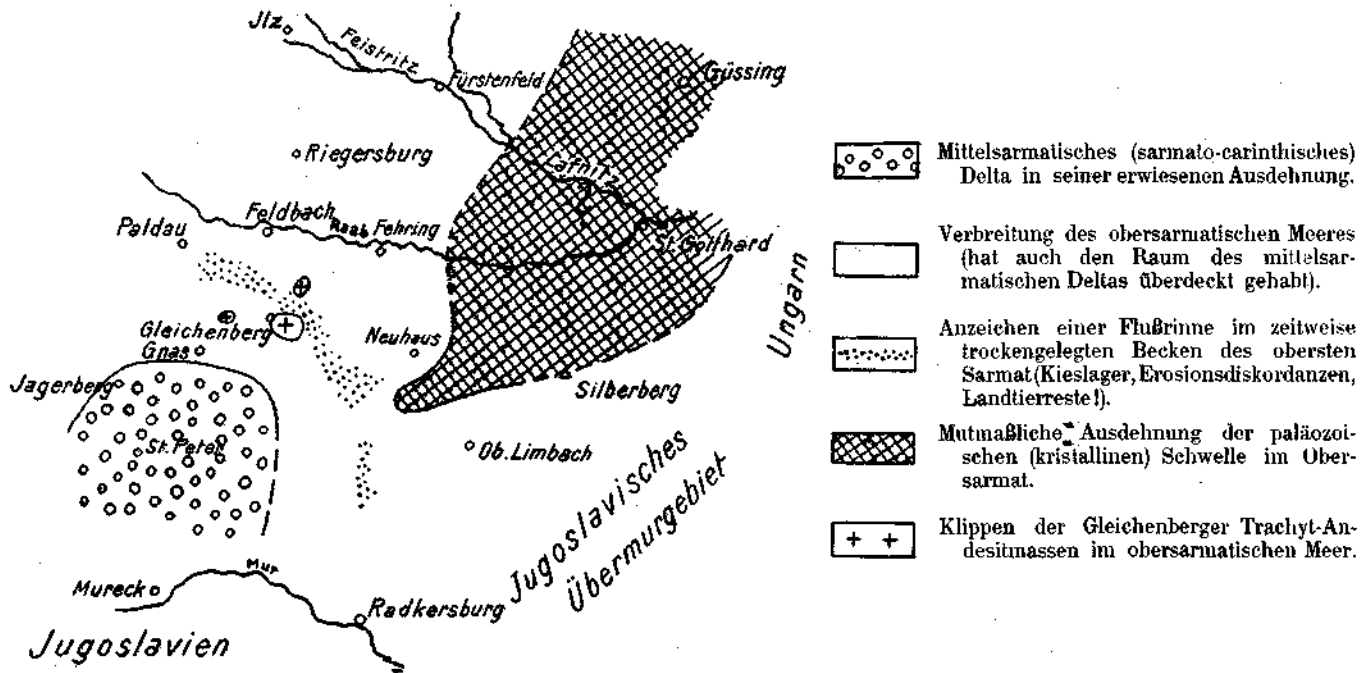 Jlz
Feistritz
Fürstenfeld
Güssing
Riegersburg
Lafnitz
Feldbach
Raab
Fehring
Paldau
St. Gotthard
Ungarn
Gleichenberg
Neuhaus
Gnas
Jagerberg
Silberberg
St. Peter
Ob. Limbach
Jugoslavisches
Übermurgebiet
Mur
Mureck
Radkersburg
Jugoslavien
Mittelsarmatisches (sarmato-carinthisches)
Delta in seiner erwiesenen Ausdehnung.
Verbreitung des obersarmatischen Meeres
(hat auch den Raum des mittelsar-
matischen Deltas überdeckt gehabt).
Anzeichen einer Flußrinne im zeitweise
trockengelegten Becken des obersten
Sarmat (Kieslager, Erosionsdiskordanzen,
Landtierreste!).
Mutmaßliche Ausdehnung der paläozoi-
schen (kristallinen) Schwelle im Ober-
sarmat.
Klippen der Gleichenberger Trachyt-An-
desitmassen im obersarmatischen Meer.